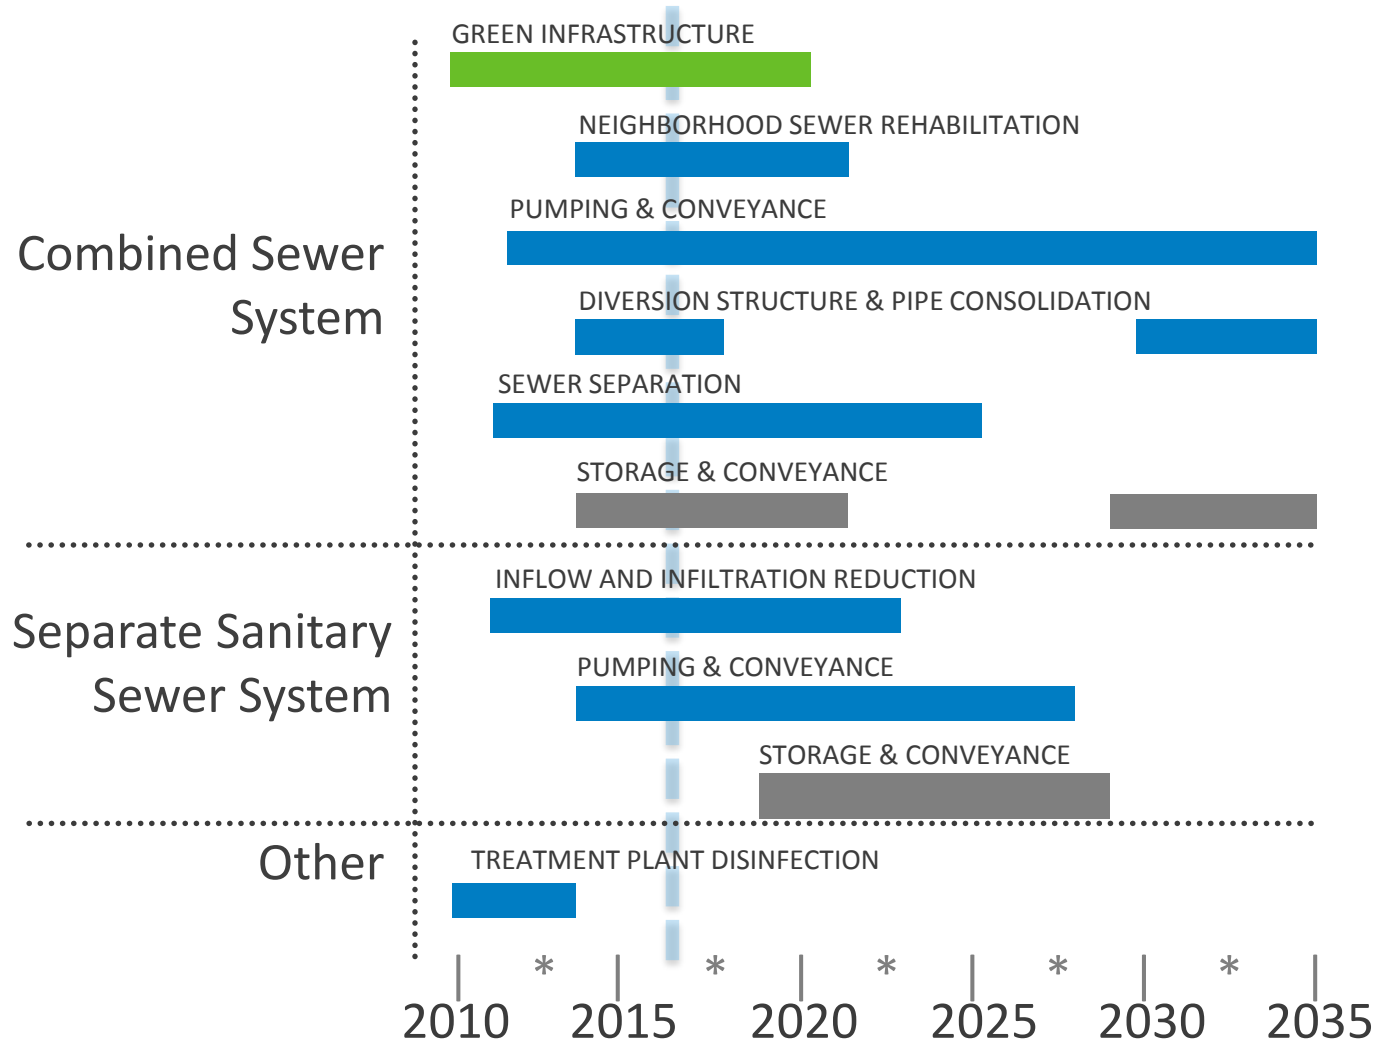 GREEN INFRASTRUCTURE
NEIGHBORHOOD SEWER REHABILITATION
PUMPING & CONVEYANCE
Combined Sewer
System
DIVERSION STRUCTURE & PIPE CONSOLIDATION
SEWER SEPARATION
STORAGE & CONVEYANCE
INFLOW AND INFILTRATION REDUCTION
Separate Sanitary
Sewer System
PUMPING & CONVEYANCE
STORAGE & CONVEYANCE
Other
TREATMENT PLANT DISINFECTION
* * * * *
2010 2015 2020 2025 2030 2035